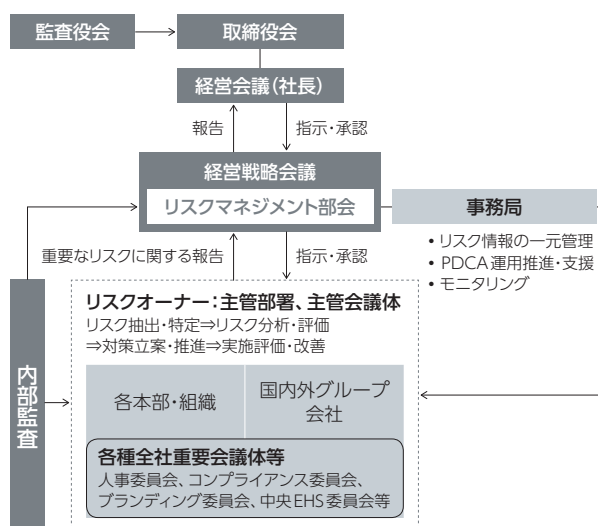 監査役会
取締役会
経営会議(社長)
報告
指示・承認
経営戦略会議
リスクマネジメント部会
事務局
• リスク情報の一元管理
• PDCA運用推進・支援
• モニタリング
重要なリスクに関する報告
指示・承認
内部監査
リスクオーナー：主管部署、主管会議体
リスク抽出・特定⇒リスク分析・評価
⇒対策立案・推進⇒実施評価・改善
各本部・組織
国内外グループ
会社
各種全社重要会議体等
人事委員会、コンプライアンス委員会、
ブランディング委員会、中央EHS委員会等